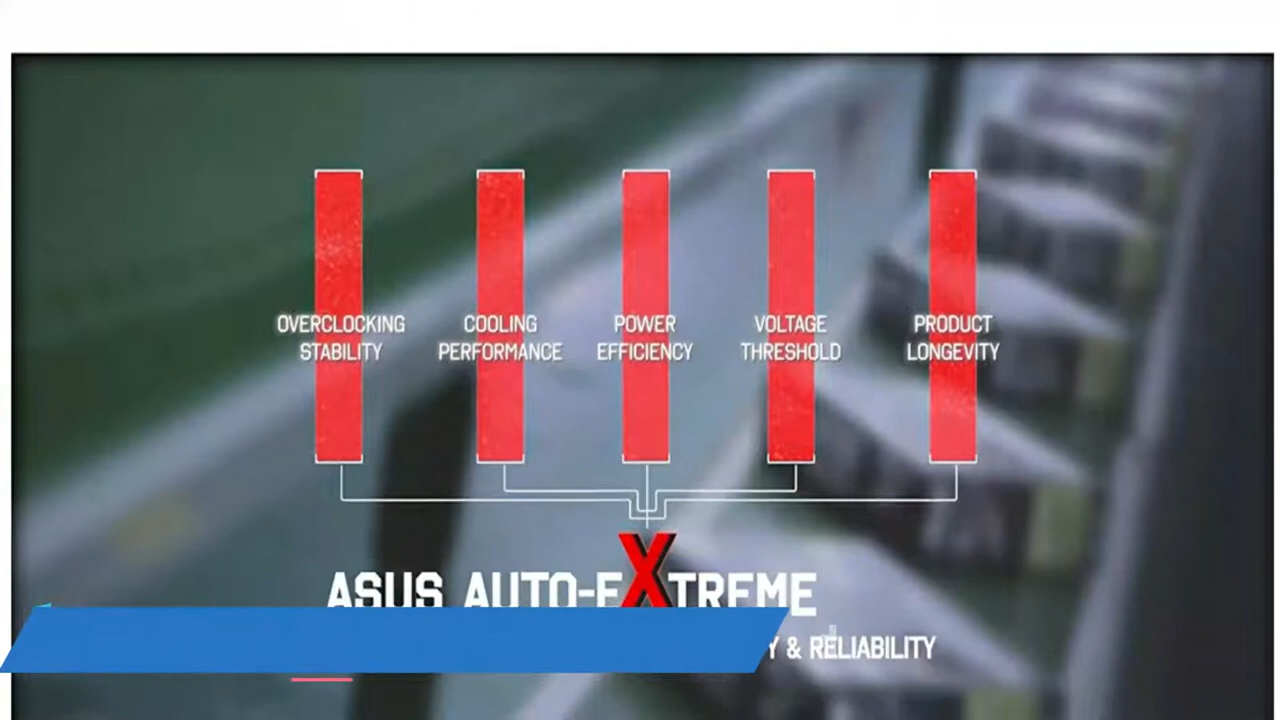 OVERCLOCKING
STABILITY
COOLING
PERFORMANCE
POWER
EFFICIENCY
VOLTAGE
THRESHOLD
PRODUCT
LONGEVITY
ASUS AUTO-EXTREME
& RELIABILITY